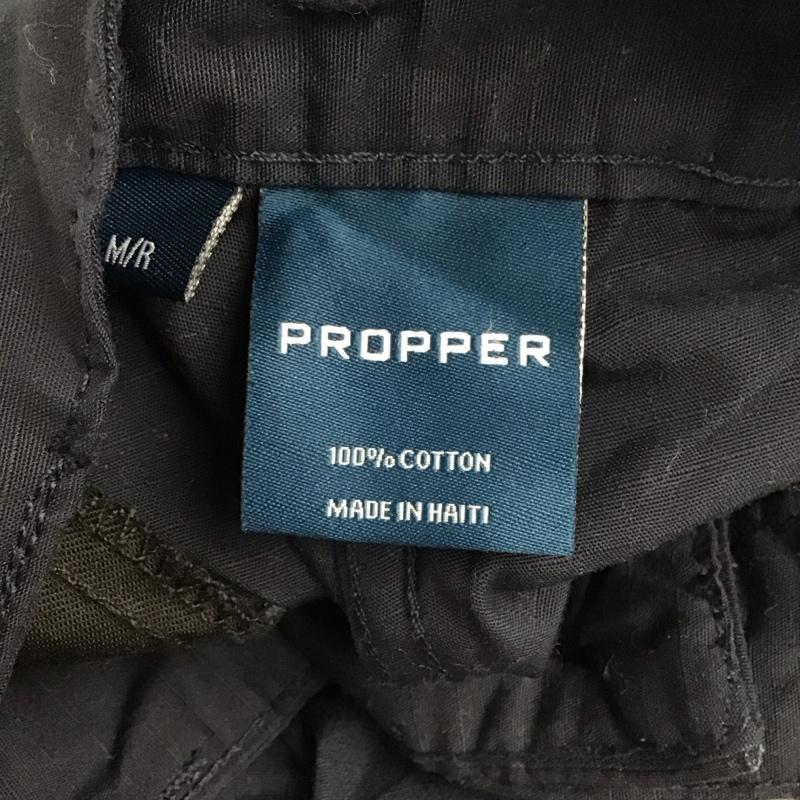 M/R
PROPPER
100% COTTON
MADE IN HAITI